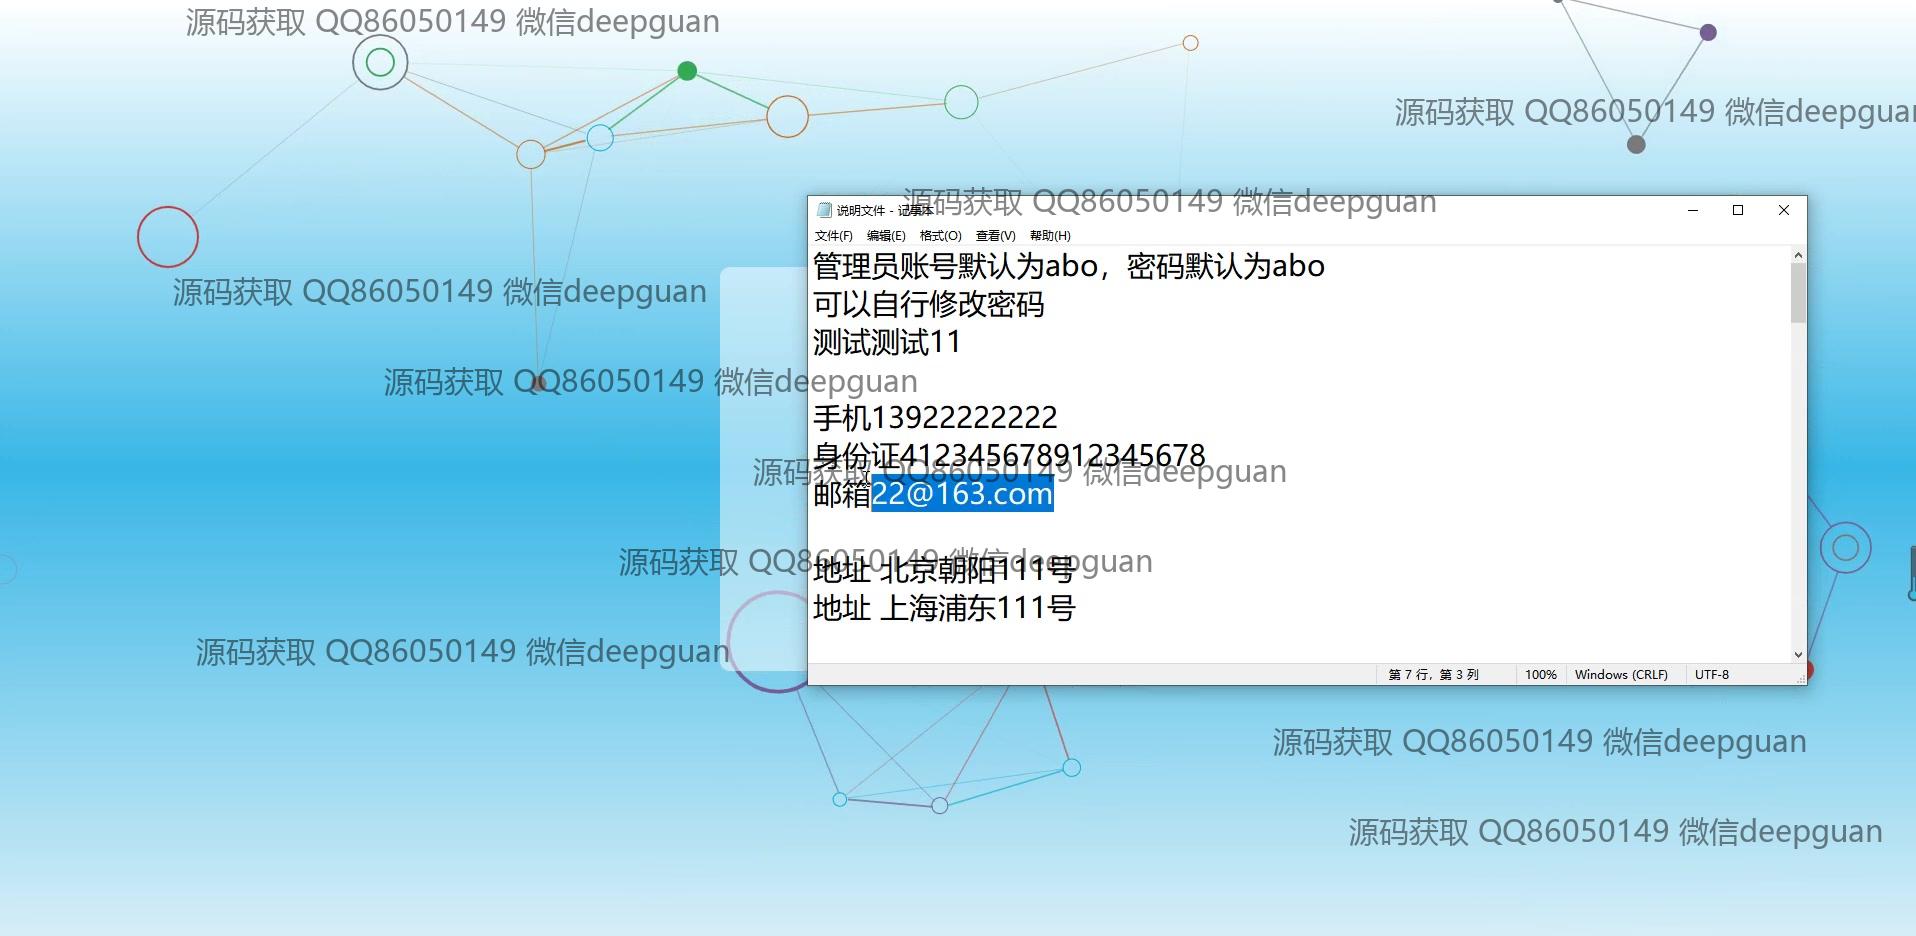 源码获取 QQ86050149 微信deepguan
源码获取 QQ86050149 微信deepguan
源码获取 QQ86050149 微信deepguan
说明文件 - 记事本
文件(F) 编辑(E) 格式(O) 查看(V) 帮助(H)
管理员账号默认为abo，密码默认为abo
可以自行修改密码
源码获取 QQ86050149 微信deepguan
测试测试11
源码获取 QQ86050149 微信deepguan
手机13922222222
身份证412345678912345678
源码获取 QQ86050149 微信deepguan
邮箱22@163.com
源码获取 QQ86050149 微信deepguan
地址 北京朝阳111号
地址 上海浦东111号
源码获取 QQ86050149 微信deepguan
第 7 行，第 3 列 100% Windows (CRLF) UTF-8
源码获取 QQ86050149 微信deepguan
源码获取 QQ86050149 微信deepguan